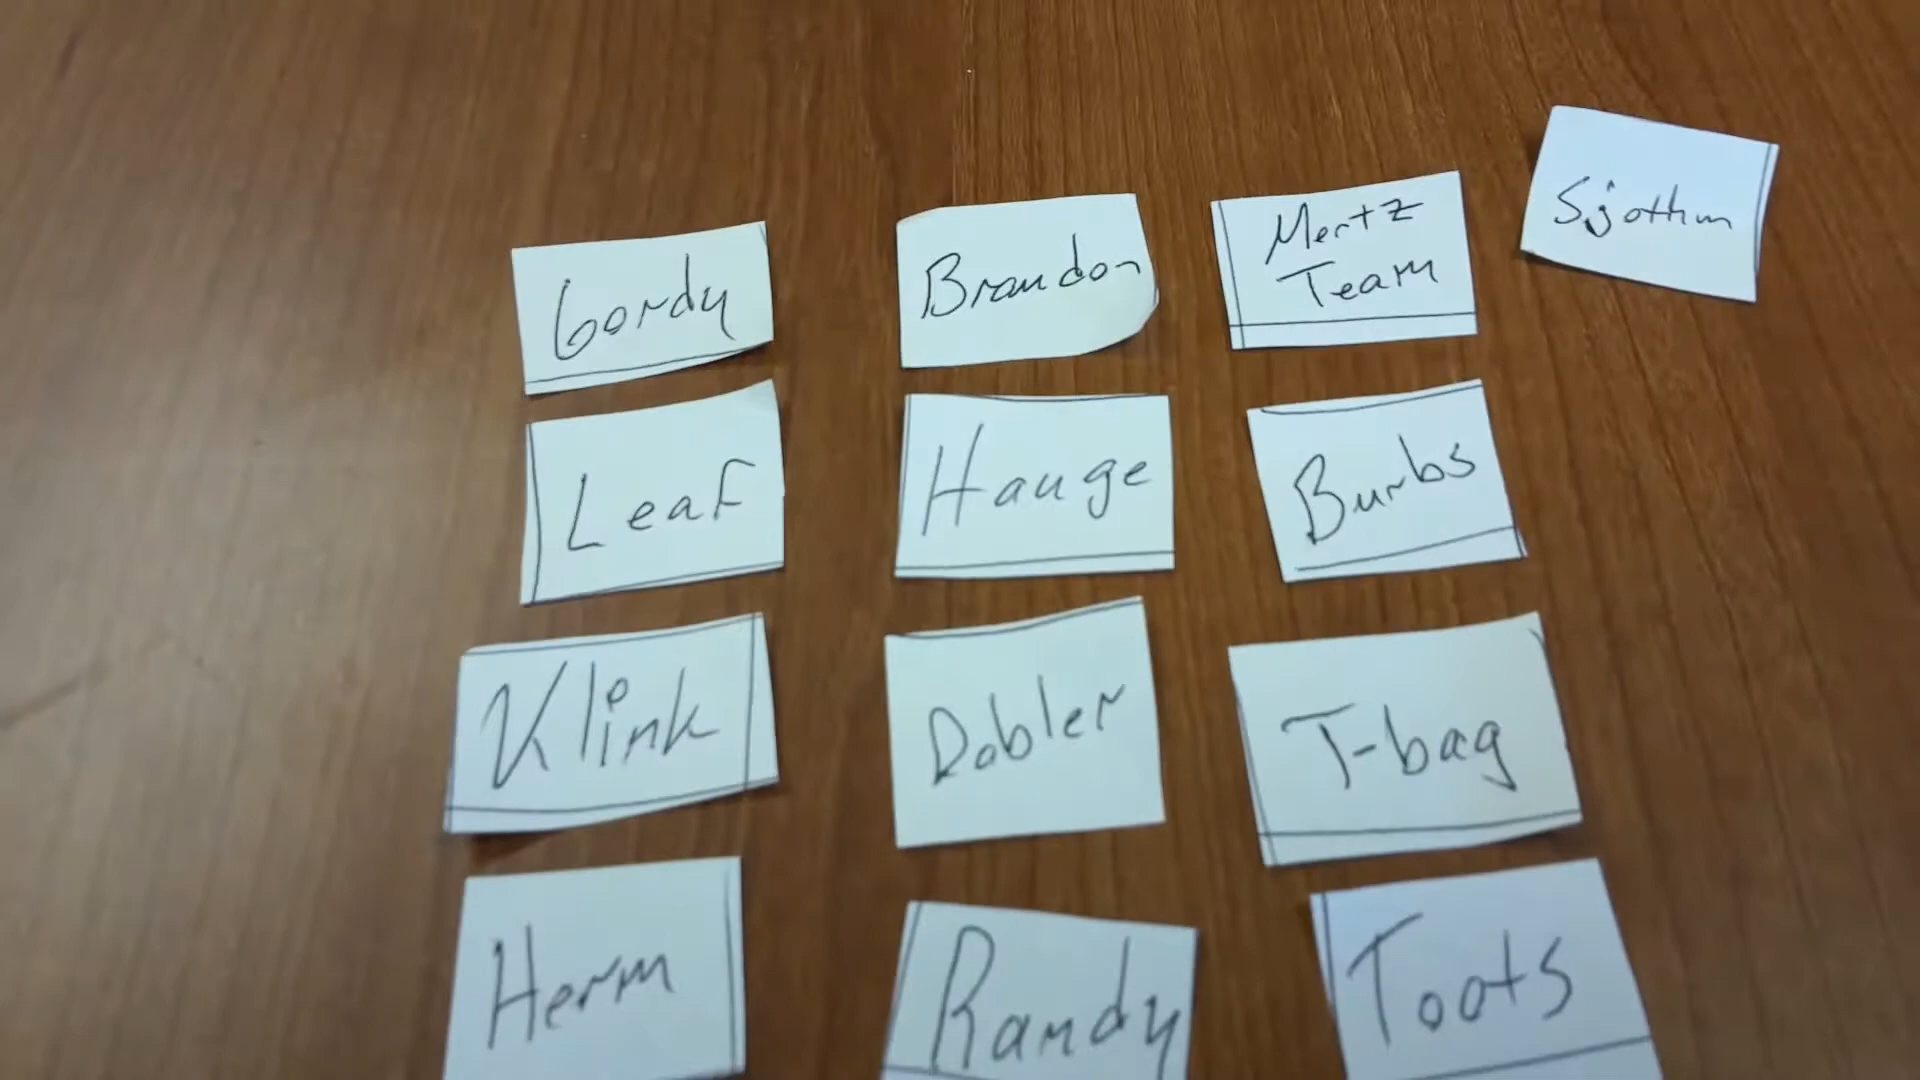 Gordy
Brandon
Mertz
Team
Sjothun
Leaf
Hauge
Burbs
Klink
Dobler
T-bag
Herm
Randy
Toots